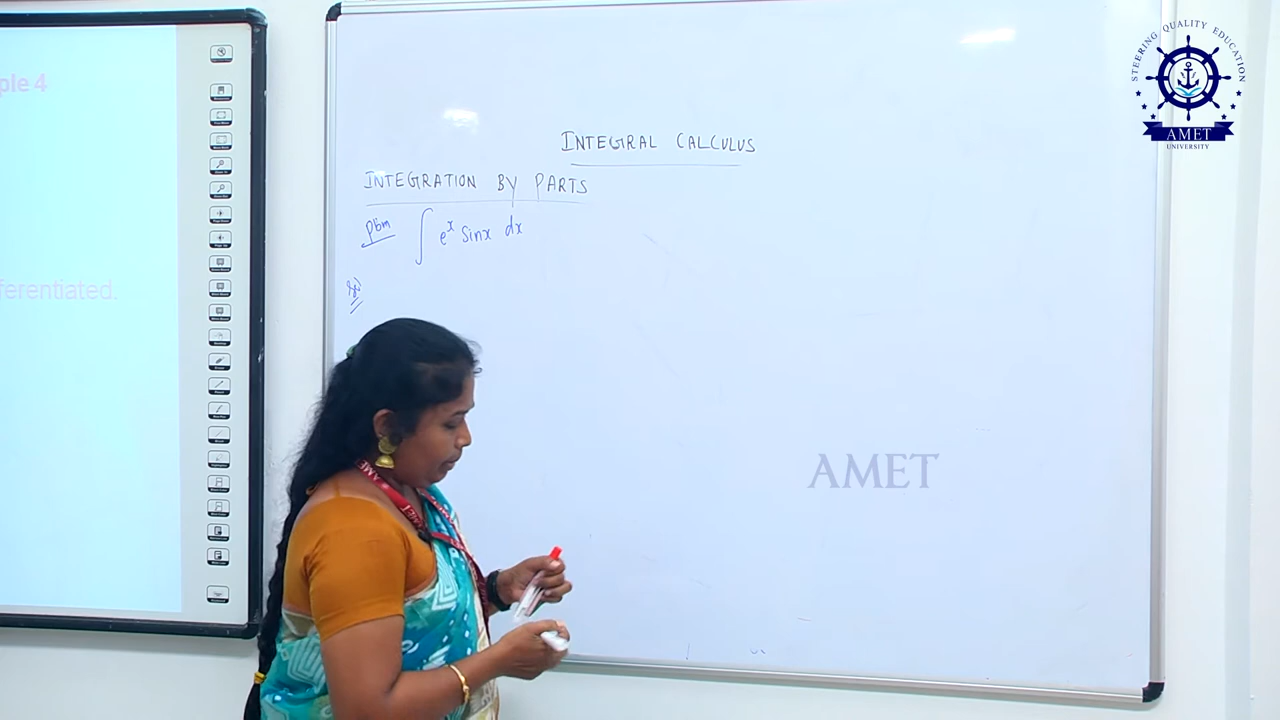 ple 4
ferentiated.
INTEGRAL CALCULUS
INTEGRATION BY PARTS
Pbm ∫ e^x Sinx dx
STEERING QUALITY EDUCATION
AMET
UNIVERSITY
AMET